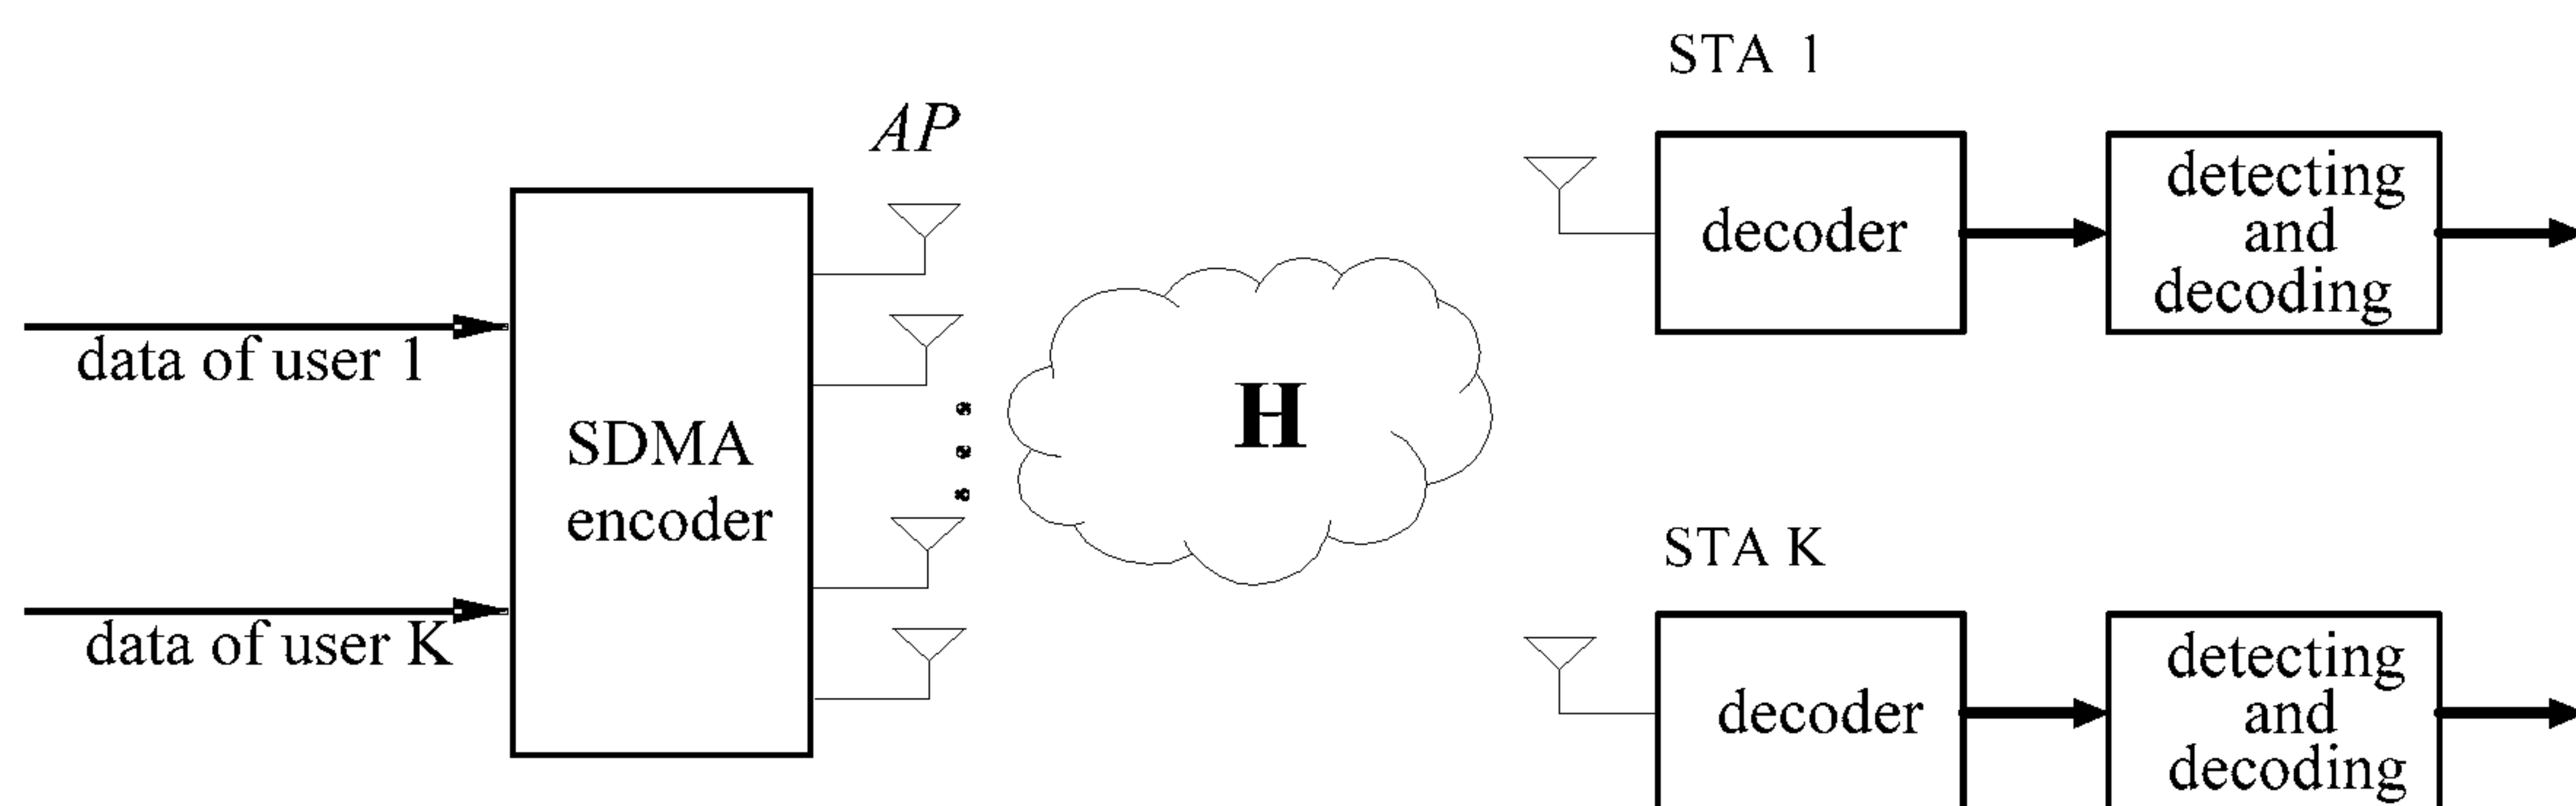 data of user 1
data of user K
SDMA
encoder
AP
H
STA 1
decoder
detecting
and
decoding
STA K
decoder
detecting
and
decoding